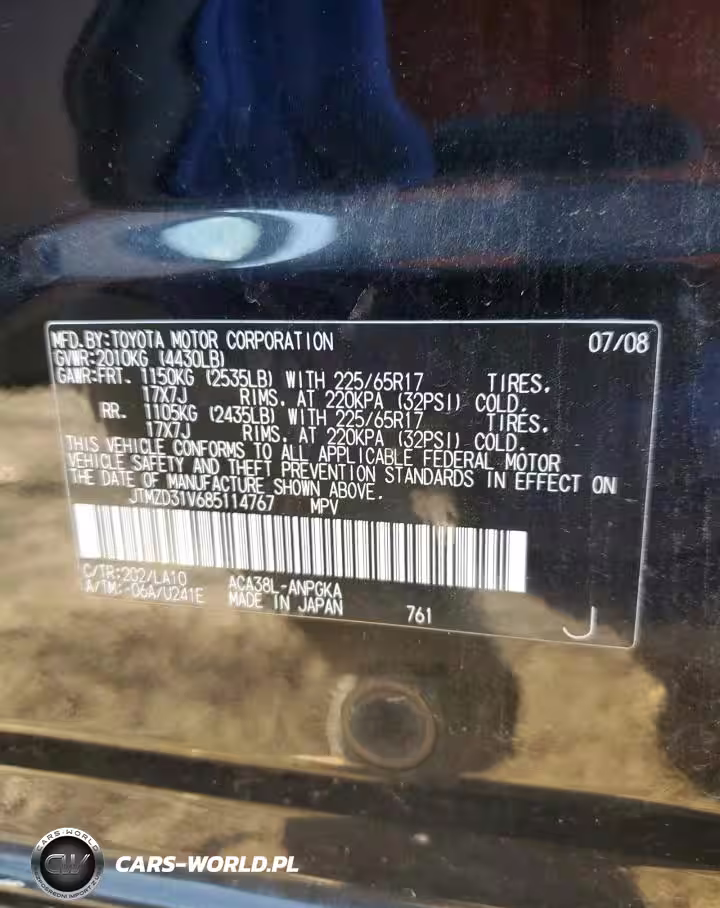 MFD.BY:TOYOTA MOTOR CORPORATION 07/08
GVWR:2010KG (4430LB)
GAWR:FRT. 1150KG (2535LB) WITH 225/65R17 TIRES,
17X7J RIMS, AT 220KPA (32PSI) COLD.
RR. 1105KG (2435LB) WITH 225/65R17 TIRES,
17X7J RIMS, AT 220KPA (32PSI) COLD.
THIS VEHICLE CONFORMS TO ALL APPLICABLE FEDERAL MOTOR
VEHICLE SAFETY AND THEFT PREVENTION STANDARDS IN EFFECT ON
THE DATE OF MANUFACTURE SHOWN ABOVE.
JTMZD31V685114767 MPV
C/TR:202/LA10 ACA38L-ANPGKA
A/TM:-06A/U241E MADE IN JAPAN 761 J
CARS-WORLD
CW
CARS-WORLD.PL